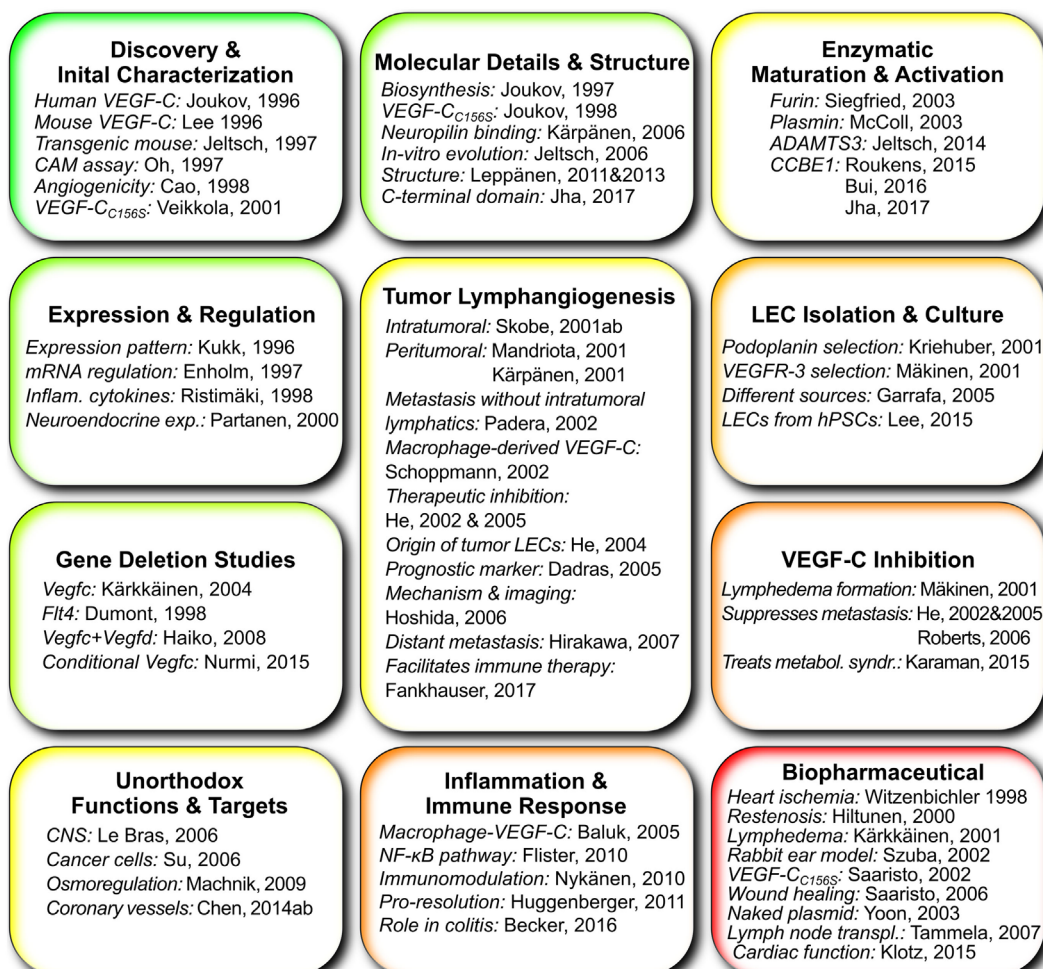 Discovery &
Inital Characterization
Human VEGF-C: Joukov, 1996
Mouse VEGF-C: Lee 1996
Transgenic mouse: Jeltsch, 1997
CAM assay: Oh, 1997
Angiogenicity: Cao, 1998
VEGF-C_C156S: Veikkola, 2001
Molecular Details & Structure
Biosynthesis: Joukov, 1997
VEGF-C_C156S: Joukov, 1998
Neuropilin binding: Kärpänen, 2006
In-vitro evolution: Jeltsch, 2006
Structure: Leppänen, 2011&2013
C-terminal domain: Jha, 2017
Enzymatic
Maturation & Activation
Furin: Siegfried, 2003
Plasmin: McColl, 2003
ADAMTS3: Jeltsch, 2014
CCBE1: Roukens, 2015
Bui, 2016
Jha, 2017
Expression & Regulation
Expression pattern: Kukk, 1996
mRNA regulation: Enholm, 1997
Inflam. cytokines: Ristimäki, 1998
Neuroendocrine exp.: Partanen, 2000
Tumor Lymphangiogenesis
Intratumoral: Skobe, 2001ab
Peritumoral: Mandriota, 2001
Kärpänen, 2001
Metastasis without intratumoral
lymphatics: Padera, 2002
Macrophage-derived VEGF-C:
Schoppmann, 2002
Therapeutic inhibition:
He, 2002 & 2005
Origin of tumor LECs: He, 2004
Prognostic marker: Dadras, 2005
Mechanism & imaging:
Hoshida, 2006
Distant metastasis: Hirakawa, 2007
Facilitates immune therapy:
Fankhauser, 2017
LEC Isolation & Culture
Podoplanin selection: Kriehuber, 2001
VEGFR-3 selection: Mäkinen, 2001
Different sources: Garrafa, 2005
LECs from hPSCs: Lee, 2015
Gene Deletion Studies
Vegfc: Kärkkäinen, 2004
Flt4: Dumont, 1998
Vegfc+Vegfd: Haiko, 2008
Conditional Vegfc: Nurmi, 2015
VEGF-C Inhibition
Lymphedema formation: Mäkinen, 2001
Suppresses metastasis: He, 2002&2005
Roberts, 2006
Treats metabol. syndr.: Karaman, 2015
Unorthodox
Functions & Targets
CNS: Le Bras, 2006
Cancer cells: Su, 2006
Osmoregulation: Machnik, 2009
Coronary vessels: Chen, 2014ab
Inflammation &
Immune Response
Macrophage-VEGF-C: Baluk, 2005
NF-κB pathway: Flister, 2010
Immunomodulation: Nykänen, 2010
Pro-resolution: Huggenberger, 2011
Role in colitis: Becker, 2016
Biopharmaceutical
Heart ischemia: Witzenbichler 1998
Restenosis: Hiltunen, 2000
Lymphedema: Kärkkäinen, 2001
Rabbit ear model: Szuba, 2002
VEGF-C_C156S: Saaristo, 2002
Wound healing: Saaristo, 2006
Naked plasmid: Yoon, 2003
Lymph node transpl.: Tammela, 2007
Cardiac function: Klotz, 2015